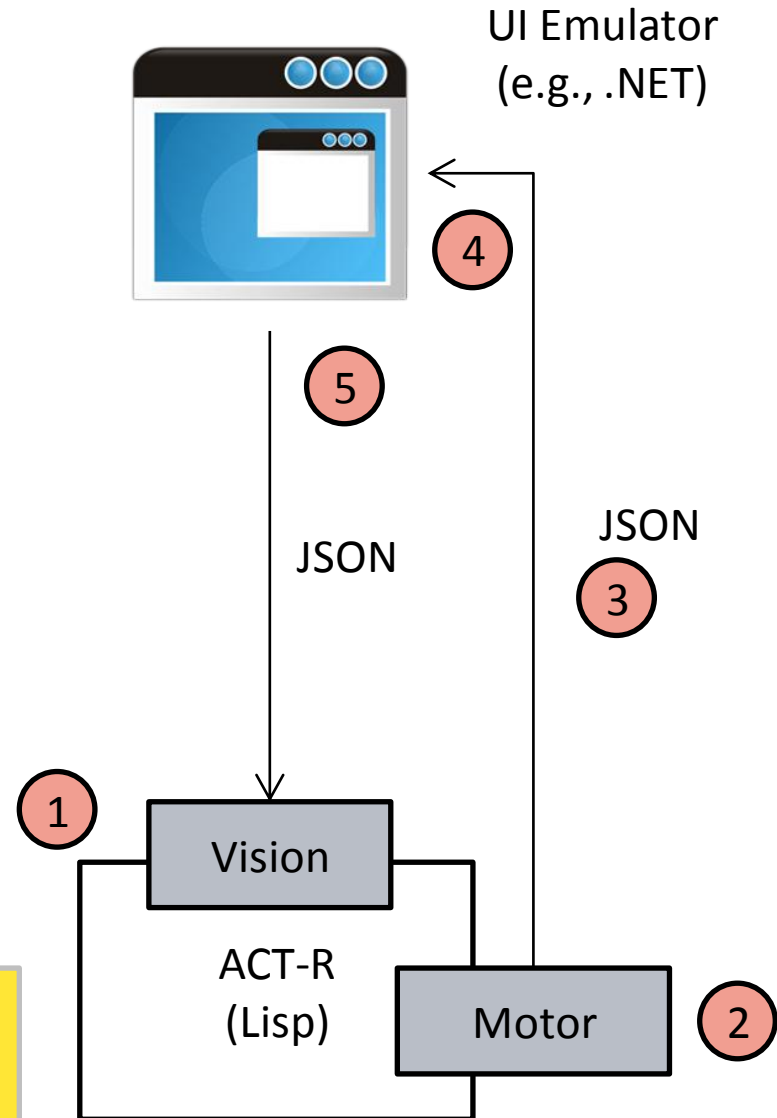 UI Emulator
(e.g., .NET)
4
5
JSON
JSON
3
1
Vision
ACT-R
(Lisp)
Motor
2